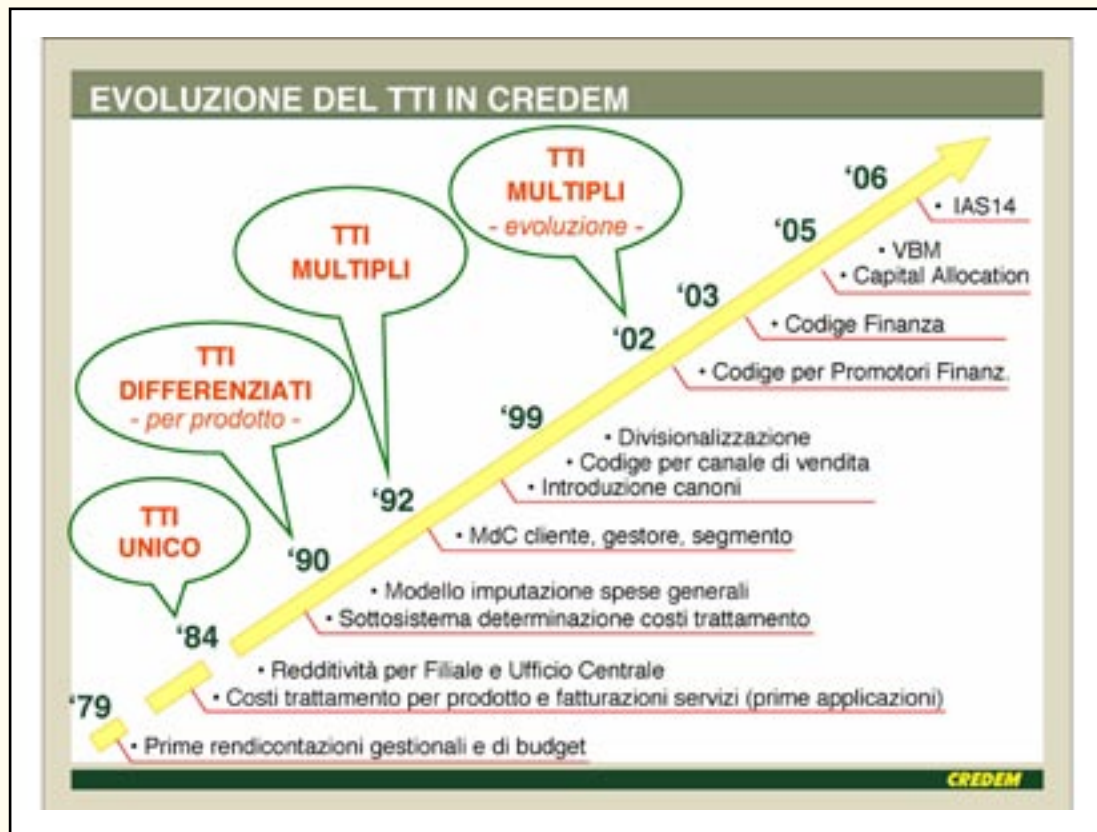 EVOLUZIONE DEL TTI IN CREDEM
TTI
MULTIPLI
- evoluzione -
TTI
MULTIPLI
TTI
DIFFERENZIATI
- per prodotto -
TTI
UNICO
‘06
• IAS14
‘05
• VBM
• Capital Allocation
‘03
• Codige Finanza
‘02
• Codige per Promotori Finanz.
‘99
• Divisionalizzazione
• Codige per canale di vendita
• Introduzione canoni
‘92
• MdC cliente, gestore, segmento
‘90
• Modello imputazione spese generali
• Sottosistema determinazione costi trattamento
‘84
• Redditività per Filiale e Ufficio Centrale
• Costi trattamento per prodotto e fatturazioni servizi (prime applicazioni)
‘79
• Prime rendicontazioni gestionali e di budget
CREDEM